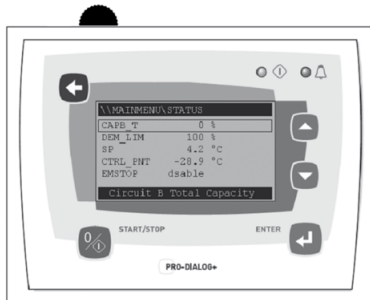 \\MAINMENU\STATUS
CAPB_T 0 %
DEM_LIM 100 %
SP 4.2 °C
CTRL_PNT -28.9 °C
EMSTOP dsable
Circuit B Total Capacity
START/STOP ENTER
PRO-DIALOG+